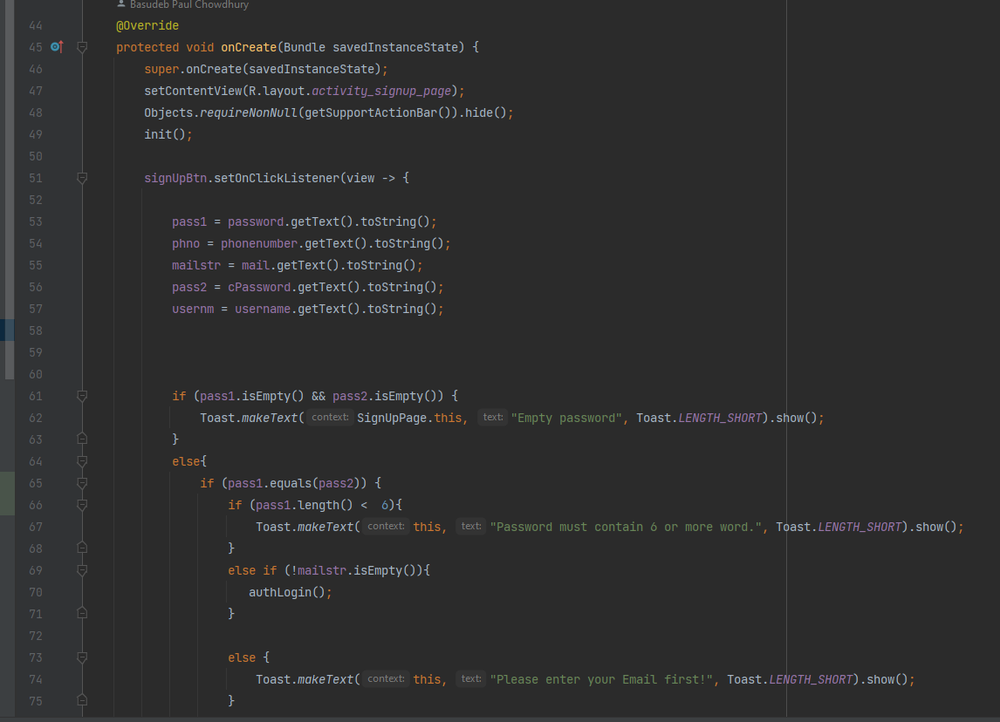 Basudeb Paul Chowdhury
44 @Override
45 protected void onCreate(Bundle savedInstanceState) {
46 super.onCreate(savedInstanceState);
47 setContentView(R.layout.activity_signup_page);
48 Objects.requireNonNull(getSupportActionBar()).hide();
49 init();
50
51 signUpBtn.setOnClickListener(view -> {
52
53 pass1 = password.getText().toString();
54 phno = phonenumber.getText().toString();
55 mailstr = mail.getText().toString();
56 pass2 = cPassword.getText().toString();
57 usernm = username.getText().toString();
58
59
60
61 if (pass1.isEmpty() && pass2.isEmpty()) {
62 Toast.makeText( context: SignUpPage.this, text: "Empty password", Toast.LENGTH_SHORT).show();
63 }
64 else{
65 if (pass1.equals(pass2)) {
66 if (pass1.length() < 6){
67 Toast.makeText( context: this, text: "Password must contain 6 or more word.", Toast.LENGTH_SHORT).show();
68 }
69 else if (!mailstr.isEmpty()){
70 authLogin();
71 }
72
73 else {
74 Toast.makeText( context: this, text: "Please enter your Email first!", Toast.LENGTH_SHORT).show();
75 }